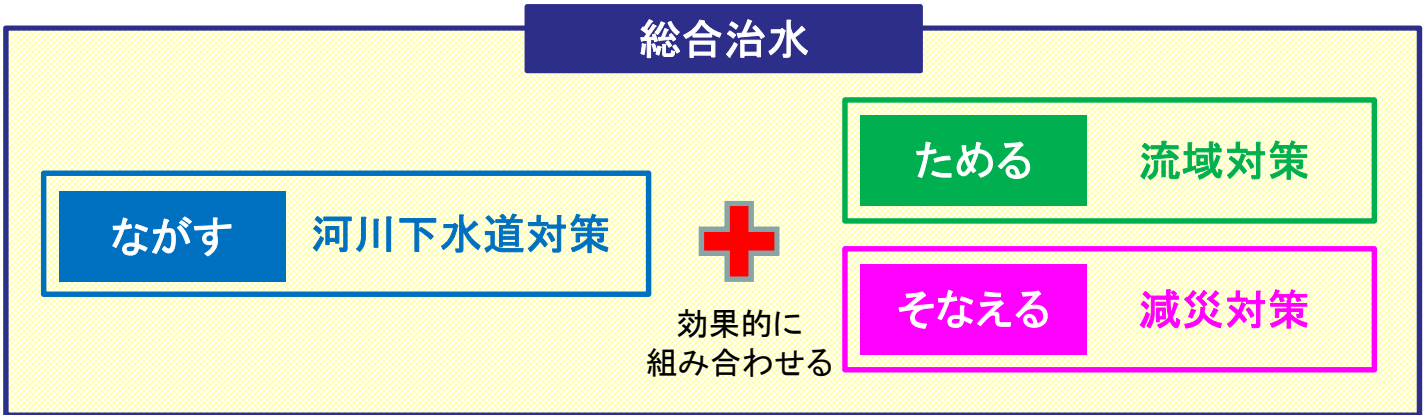 総合治水
ながす 河川下水道対策
効果的に
組み合わせる
ためる 流域対策
そなえる 減災対策